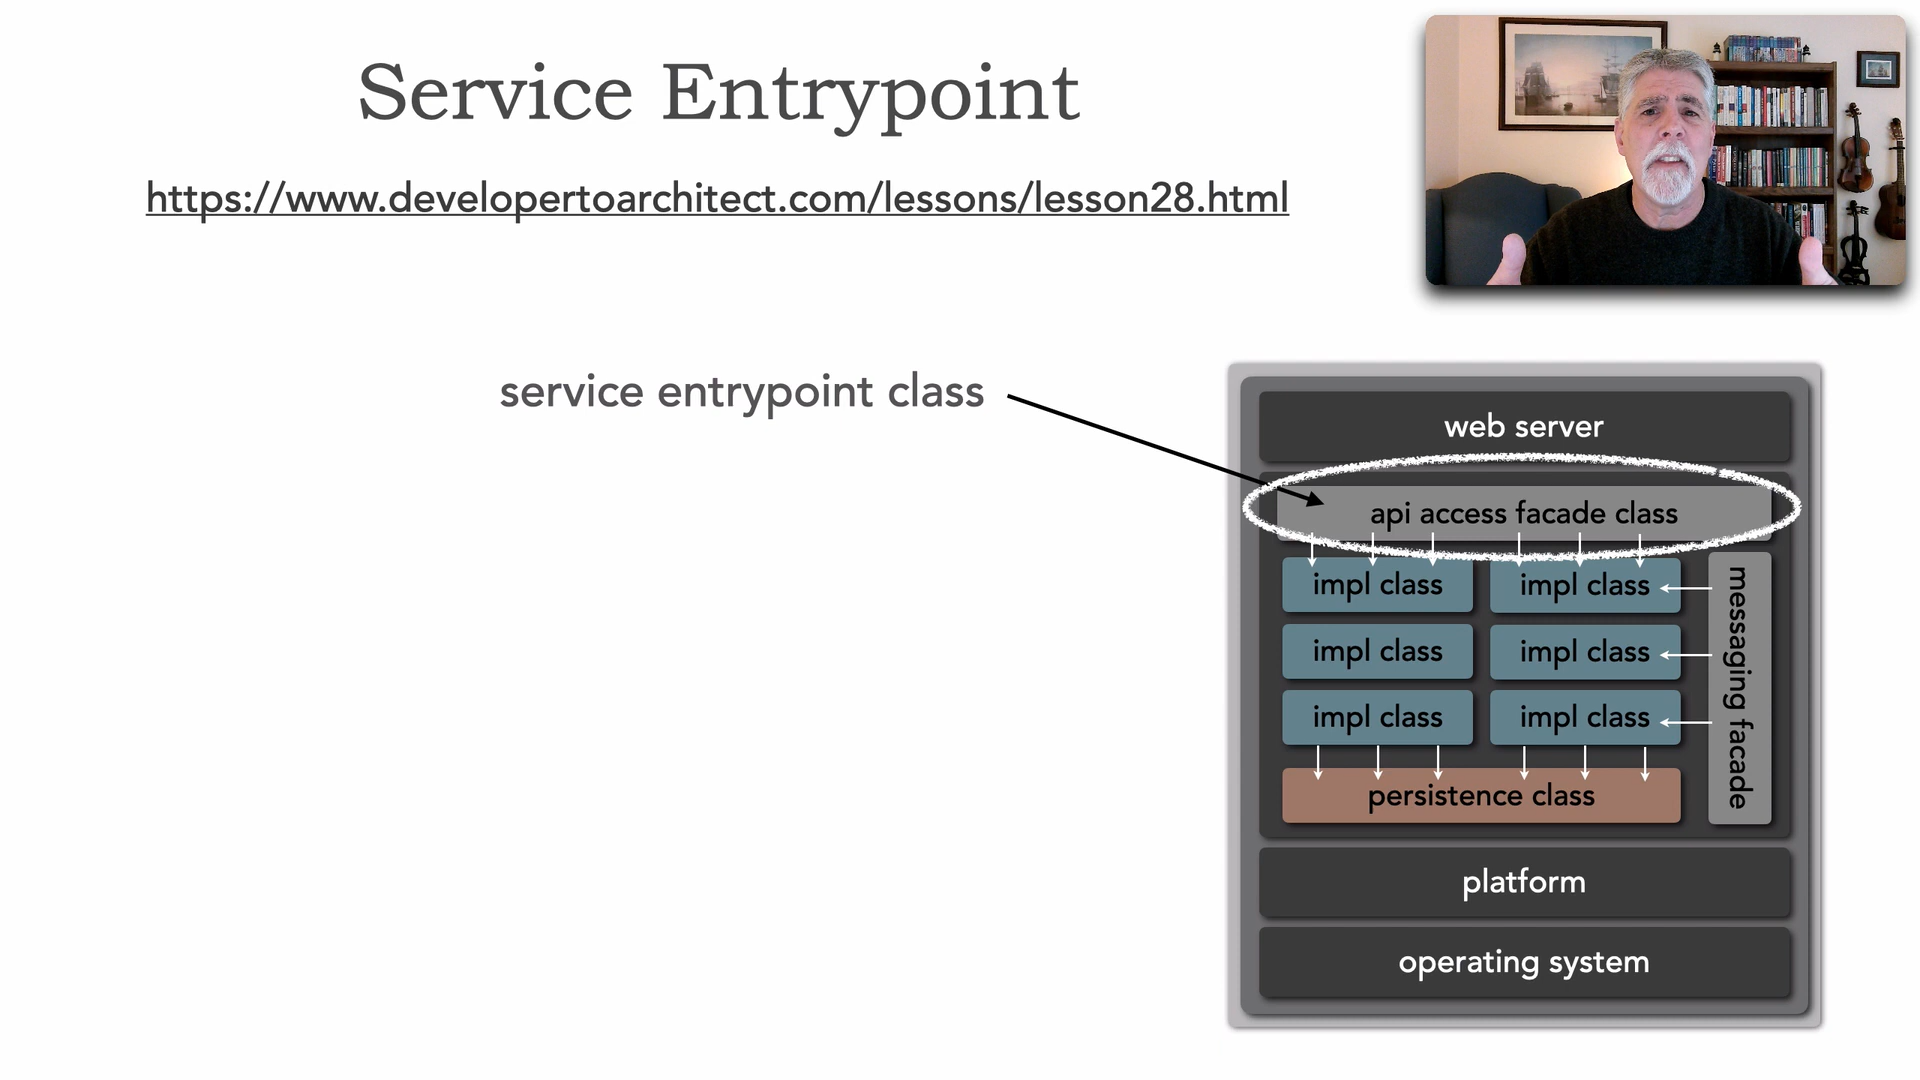 Service Entrypoint
https://www.developertoarchitect.com/lessons/lesson28.html
service entrypoint class
web server
api access facade class
impl class
impl class
impl class
impl class
impl class
impl class
messaging facade
persistence class
platform
operating system